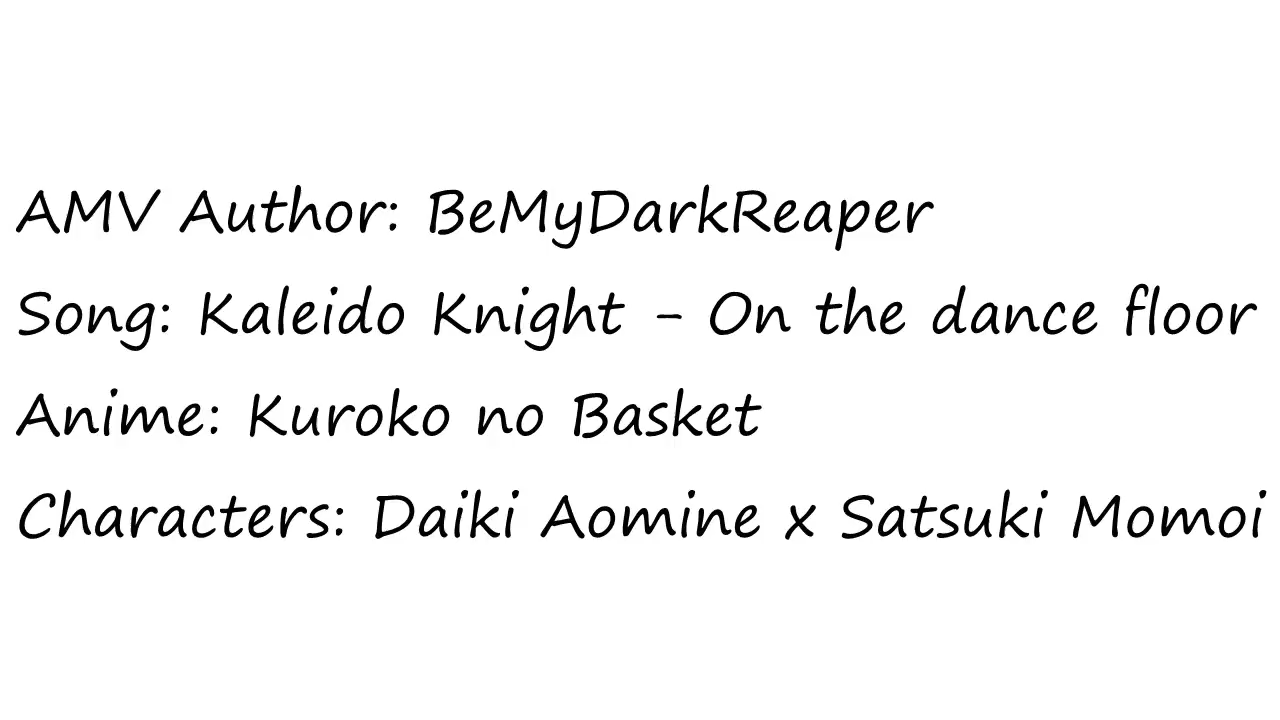 AMV Author: BeMyDarkReaper
Song: Kaleido Knight - On the dance floor
Anime: Kuroko no Basket
Characters: Daiki Aomine x Satsuki Momoi